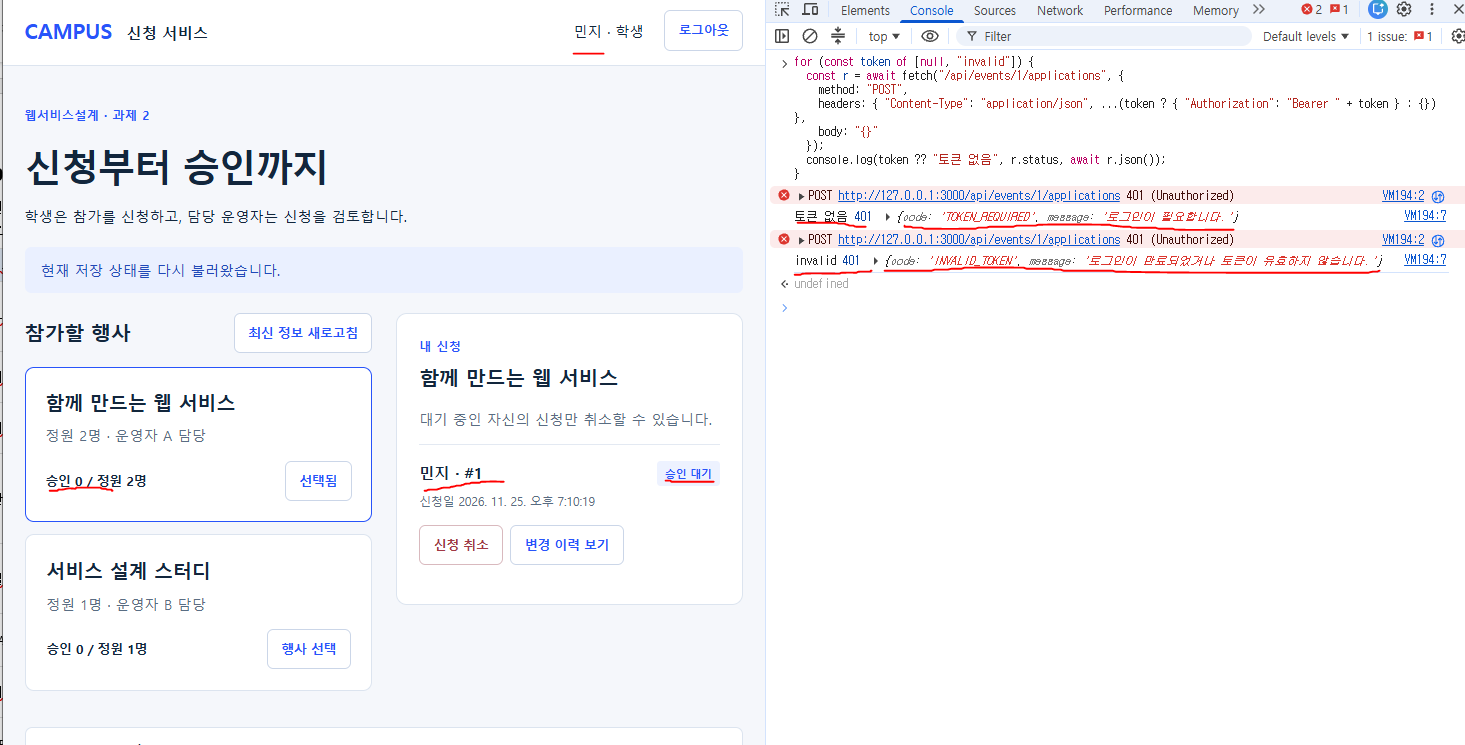 CAMPUS 신청 서비스
민지 · 학생
로그아웃
웹서비스설계 · 과제 2
신청부터 승인까지
학생은 참가를 신청하고, 담당 운영자는 신청을 검토합니다.
현재 저장 상태를 다시 불러왔습니다.
참가할 행사
최신 정보 새로고침
함께 만드는 웹 서비스
정원 2명 · 운영자 A 담당
승인 0 / 정원 2명
선택됨
서비스 설계 스터디
정원 1명 · 운영자 B 담당
승인 0 / 정원 1명
행사 선택
내 신청
함께 만드는 웹 서비스
대기 중인 자신의 신청만 취소할 수 있습니다.
민지 · #1
승인 대기
신청일 2026. 11. 25. 오후 7:10:19
신청 취소
변경 이력 보기
Elements Console Sources Network Performance Memory 2 1
top Filter Default levels 1 issue: 1
for (const token of [null, "invalid"]) {
const r = await fetch("/api/events/1/applications", {
method: "POST",
headers: { "Content-Type": "application/json", ...(token ? { "Authorization": "Bearer " + token } : {})
},
body: "{}"
});
console.log(token ?? "토큰 없음", r.status, await r.json());
}
POST http://127.0.0.1:3000/api/events/1/applications 401 (Unauthorized) VM194:2
토큰 없음 401 {code: 'TOKEN_REQUIRED', message: '로그인이 필요합니다.'} VM194:7
POST http://127.0.0.1:3000/api/events/1/applications 401 (Unauthorized) VM194:2
invalid 401 {code: 'INVALID_TOKEN', message: '로그인이 만료되었거나 토큰이 유효하지 않습니다.'} VM194:7
undefined